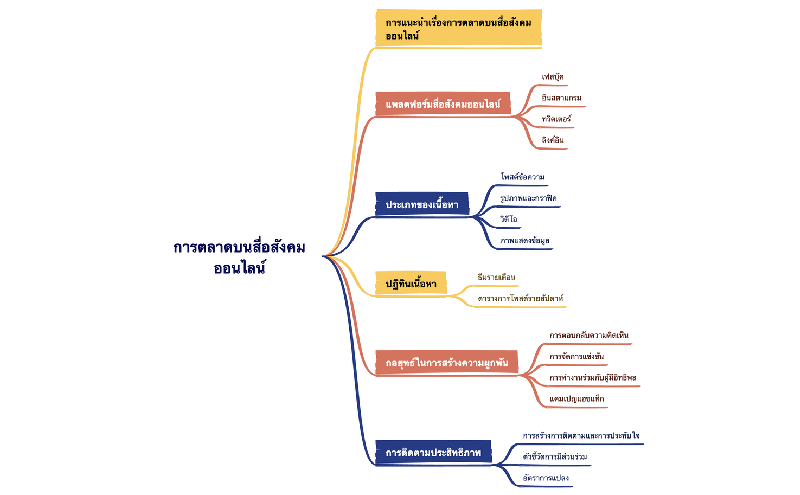 การแนะนำเรื่องการตลาดบนสื่อสังคม
ออนไลน์
แพลตฟอร์มสื่อสังคมออนไลน์
เฟสบุ๊ค
อินสตาแกรม
ทวิตเตอร์
ลิงค์อิน
ประเภทของเนื้อหา
โพสต์ข้อความ
รูปภาพและกราฟิค
วิดีโอ
ภาพแสดงข้อมูล
การตลาดบนสื่อสังคม
ออนไลน์
ปฏิทินเนื้อหา
ธีมรายเดือน
ตารางการโพสต์รายสัปดาห์
กลยุทธ์ในการสร้างความผูกพัน
การตอบกลับความคิดเห็น
การจัดการแข่งขัน
การทำงานร่วมกับผู้มีอิทธิพล
แคมเปญแฮชแท็ก
การติดตามประสิทธิภาพ
การสร้างการติดตามและการประทับใจ
ตัวชี้วัดการมีส่วนร่วม
อัตราการแปลง